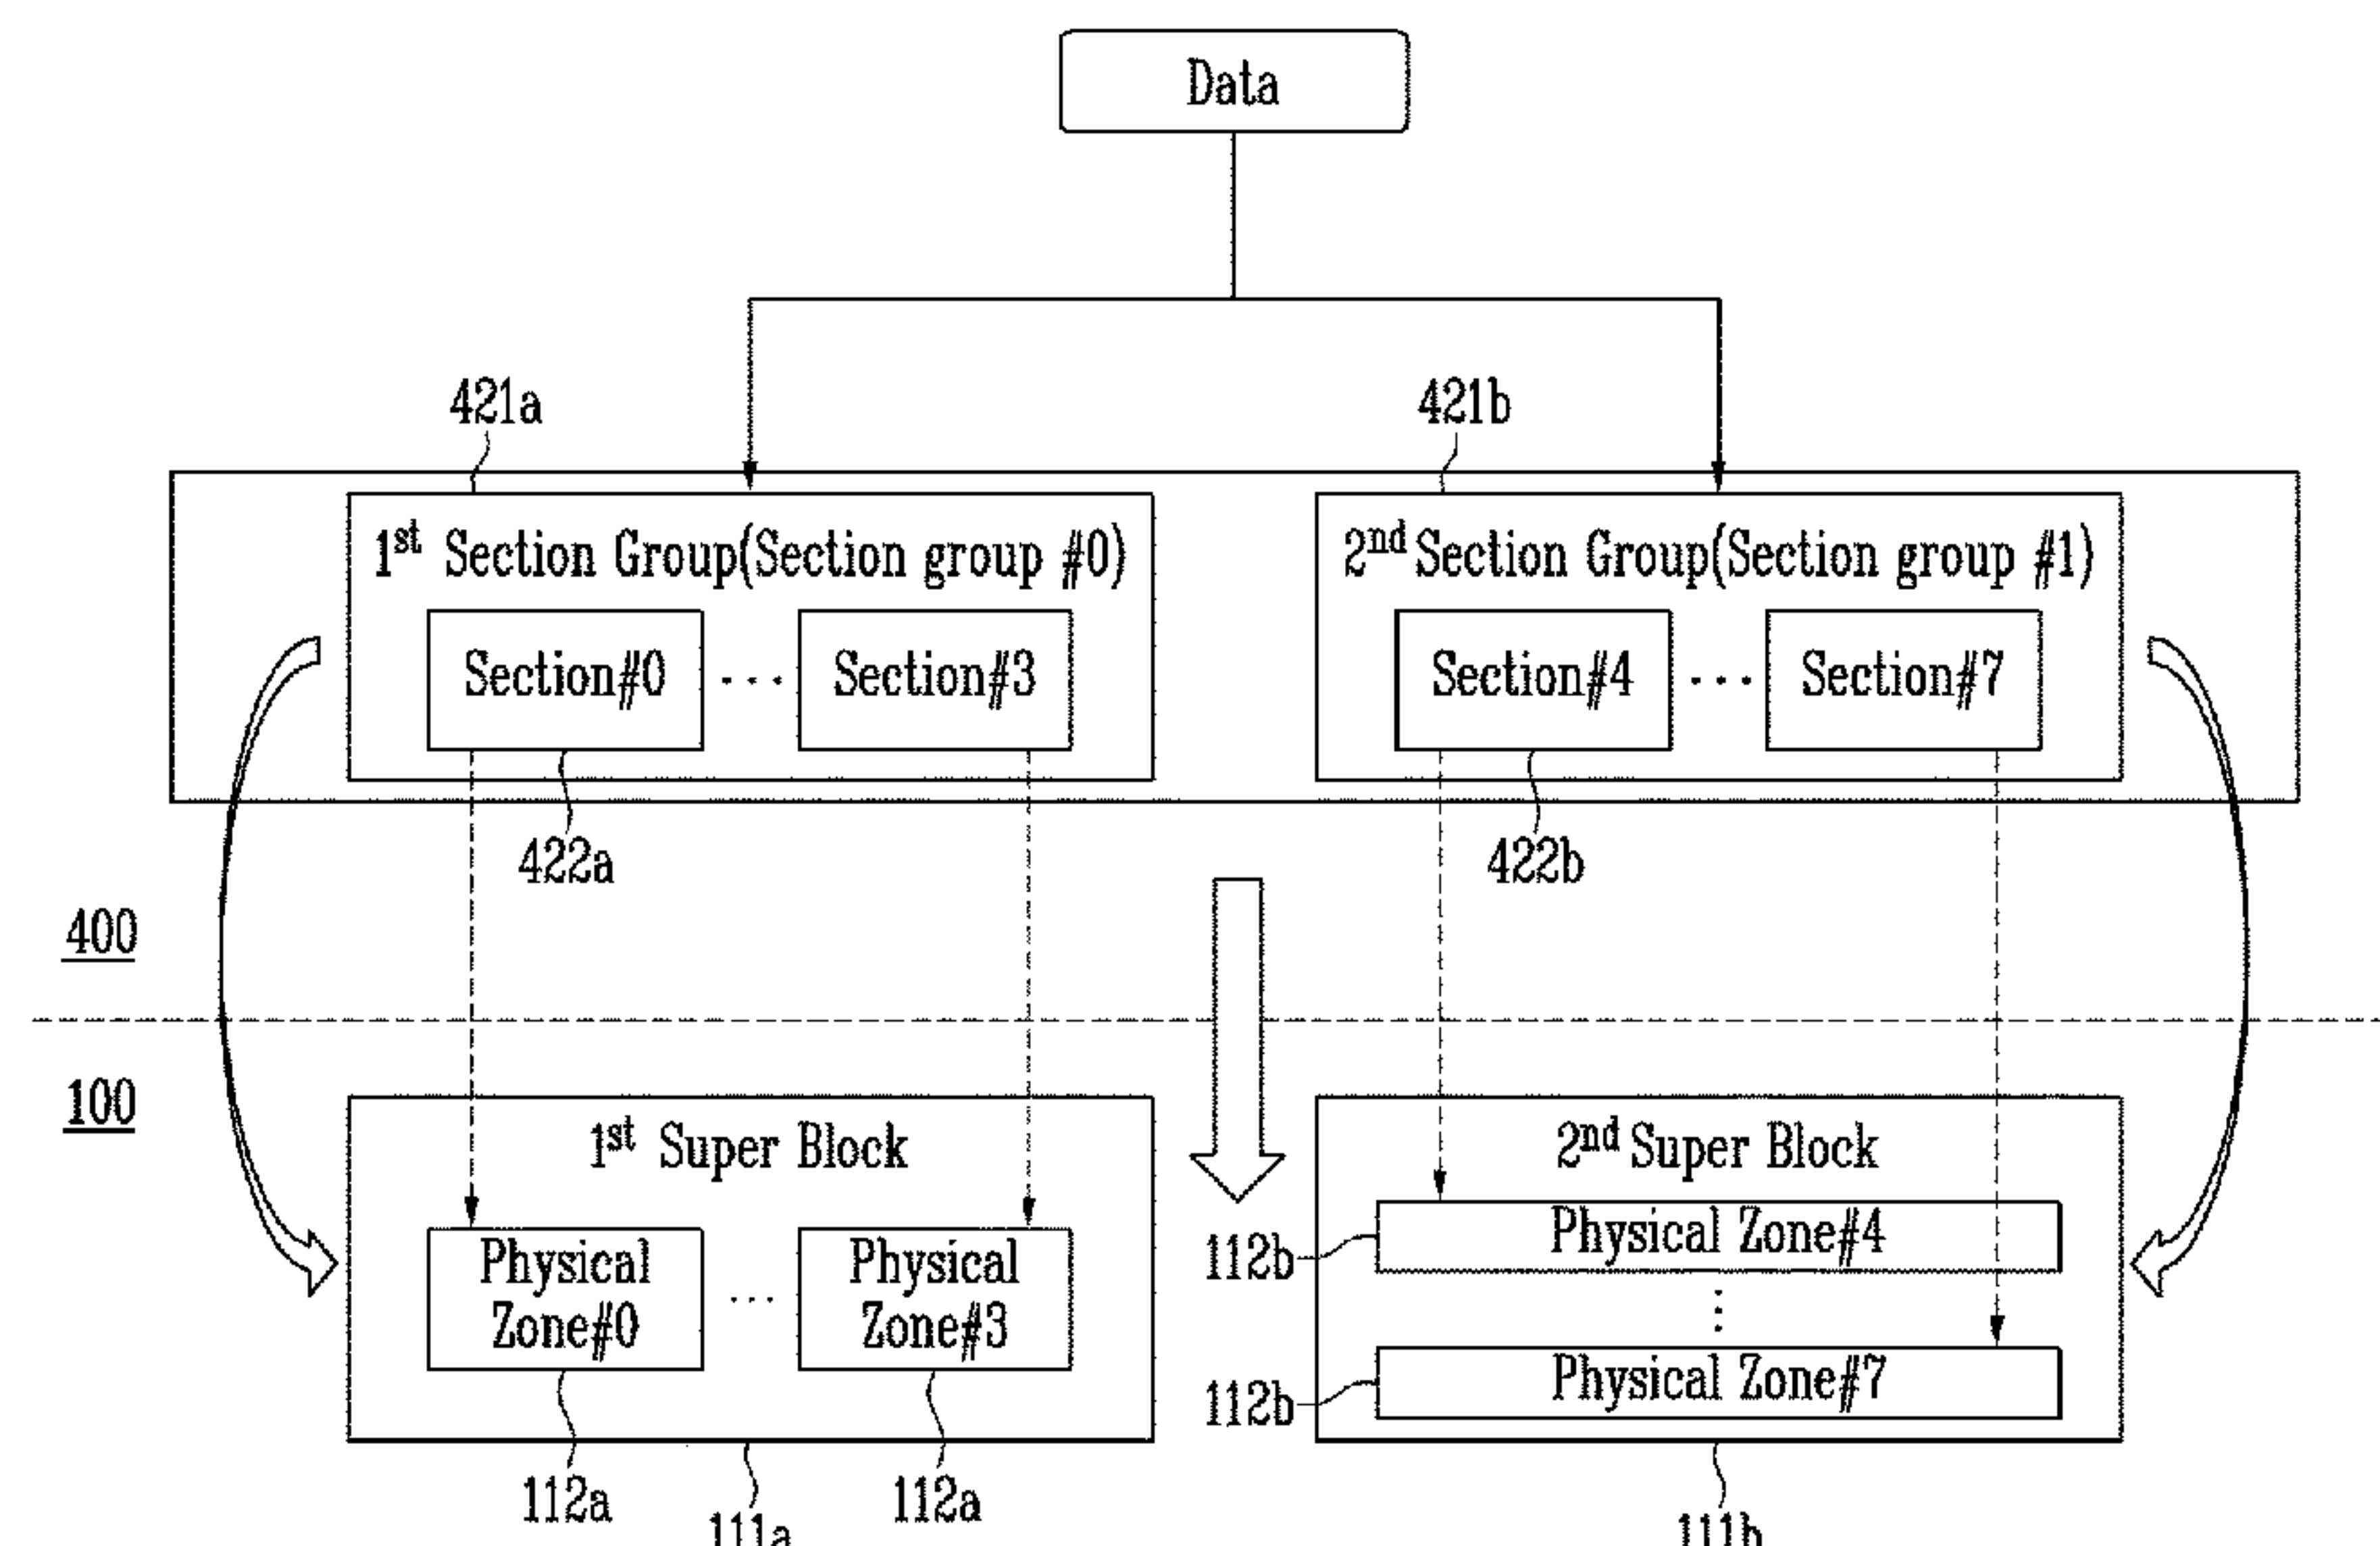 Data
421a
421b
1st Section Group(Section group #0)
2nd Section Group(Section group #1)
Section#0
Section#3
Section#4
Section#7
422a
422b
400
100
1st Super Block
2nd Super Block
Physical
Zone#0
Physical
Zone#3
112b
Physical Zone#4
112b
Physical Zone#7
112a
112a
111a
111b